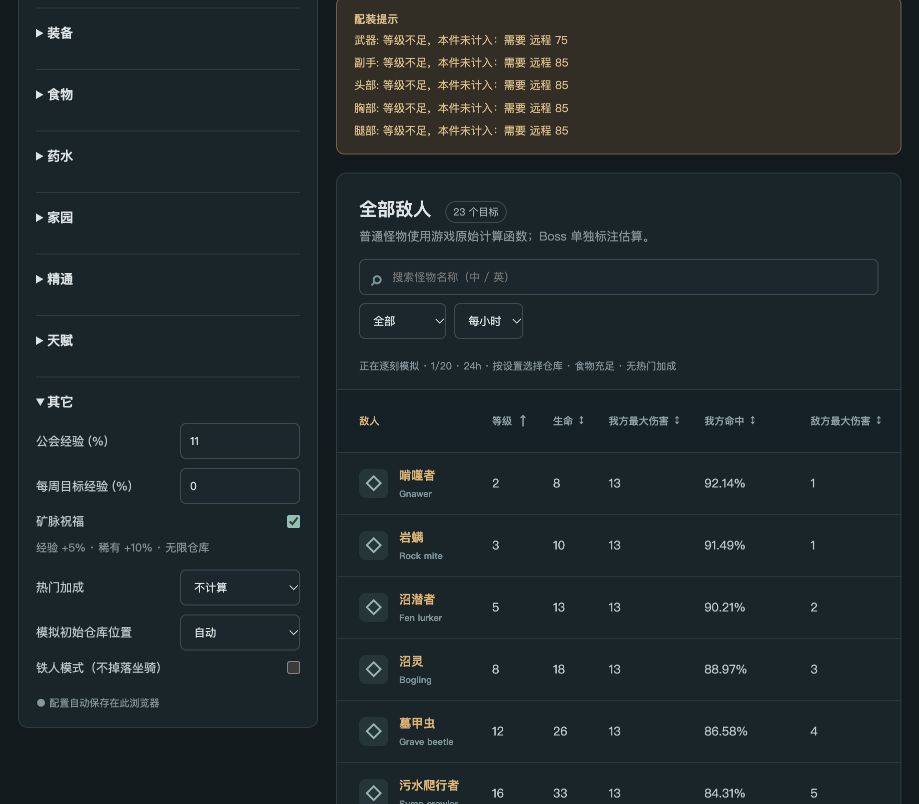 装备
食物
药水
家园
精通
天赋
其它
公会经验 (%)
11
每周目标经验 (%)
0
矿脉祝福
经验 +5% · 稀有 +10% · 无限仓库
热门加成
不计算
模拟初始仓库位置
自动
铁人模式（不掉落坐骑）
配置自动保存在此浏览器
配装提示
武器: 等级不足，本件未计入：需要 远程 75
副手: 等级不足，本件未计入：需要 远程 85
头部: 等级不足，本件未计入：需要 远程 85
胸部: 等级不足，本件未计入：需要 远程 85
腿部: 等级不足，本件未计入：需要 远程 85
全部敌人 23 个目标
普通怪物使用游戏原始计算函数；Boss 单独标注估算。
搜索怪物名称（中 / 英）
全部 每小时
正在逐刻模拟 · 1/20 · 24h · 按设置选择仓库 · 食物充足 · 无热门加成
敌人 等级 ↑ 生命 ↕ 我方最大伤害 ↕ 我方命中 ↕ 敌方最大伤害 ↕
啃噬者 2 8 13 92.14% 1
Gnawer
岩螨 3 10 13 91.49% 1
Rock mite
沼潜者 5 13 13 90.21% 2
Fen lurker
沼灵 8 18 13 88.97% 3
Bogling
墓甲虫 12 26 13 86.58% 4
Grave beetle
污水爬行者 16 33 13 84.31% 5